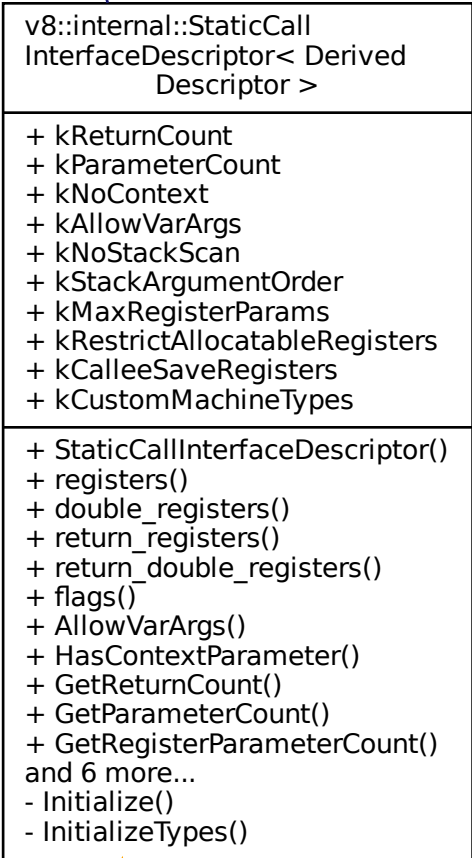 v8::internal::StaticCall
InterfaceDescriptor< Derived
Descriptor >
+ kReturnCount
+ kParameterCount
+ kNoContext
+ kAllowVarArgs
+ kNoStackScan
+ kStackArgumentOrder
+ kMaxRegisterParams
+ kRestrictAllocatableRegisters
+ kCalleeSaveRegisters
+ kCustomMachineTypes
+ StaticCallInterfaceDescriptor()
+ registers()
+ double_registers()
+ return_registers()
+ return_double_registers()
+ flags()
+ AllowVarArgs()
+ HasContextParameter()
+ GetReturnCount()
+ GetParameterCount()
+ GetRegisterParameterCount()
and 6 more...
- Initialize()
- InitializeTypes()